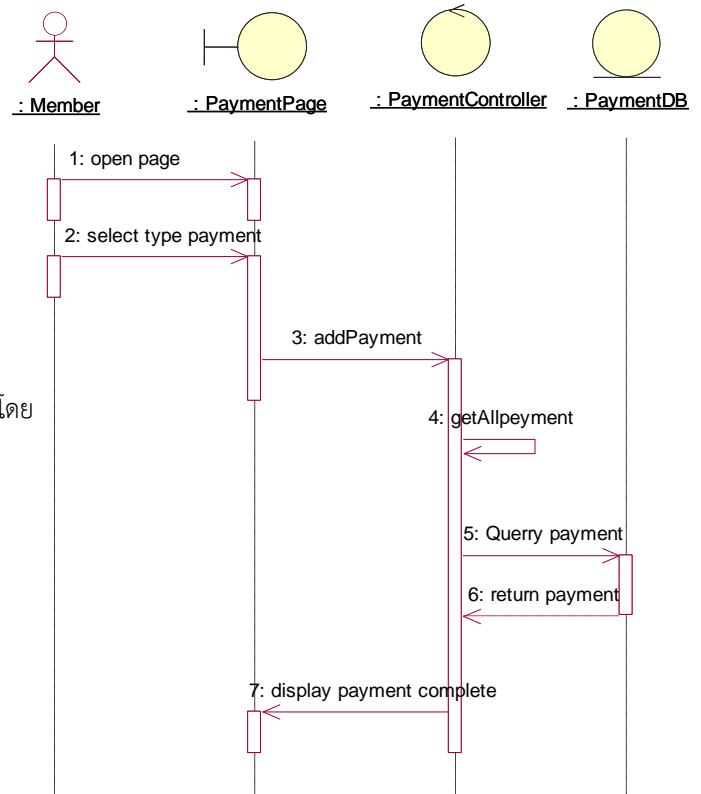 : Member
: PaymentPage
: PaymentController
: PaymentDB
1: open page
2: select type payment
3: addPayment
โดย
4: getAllpeyment
5: Querry payment
6: return payment
7: display payment complete